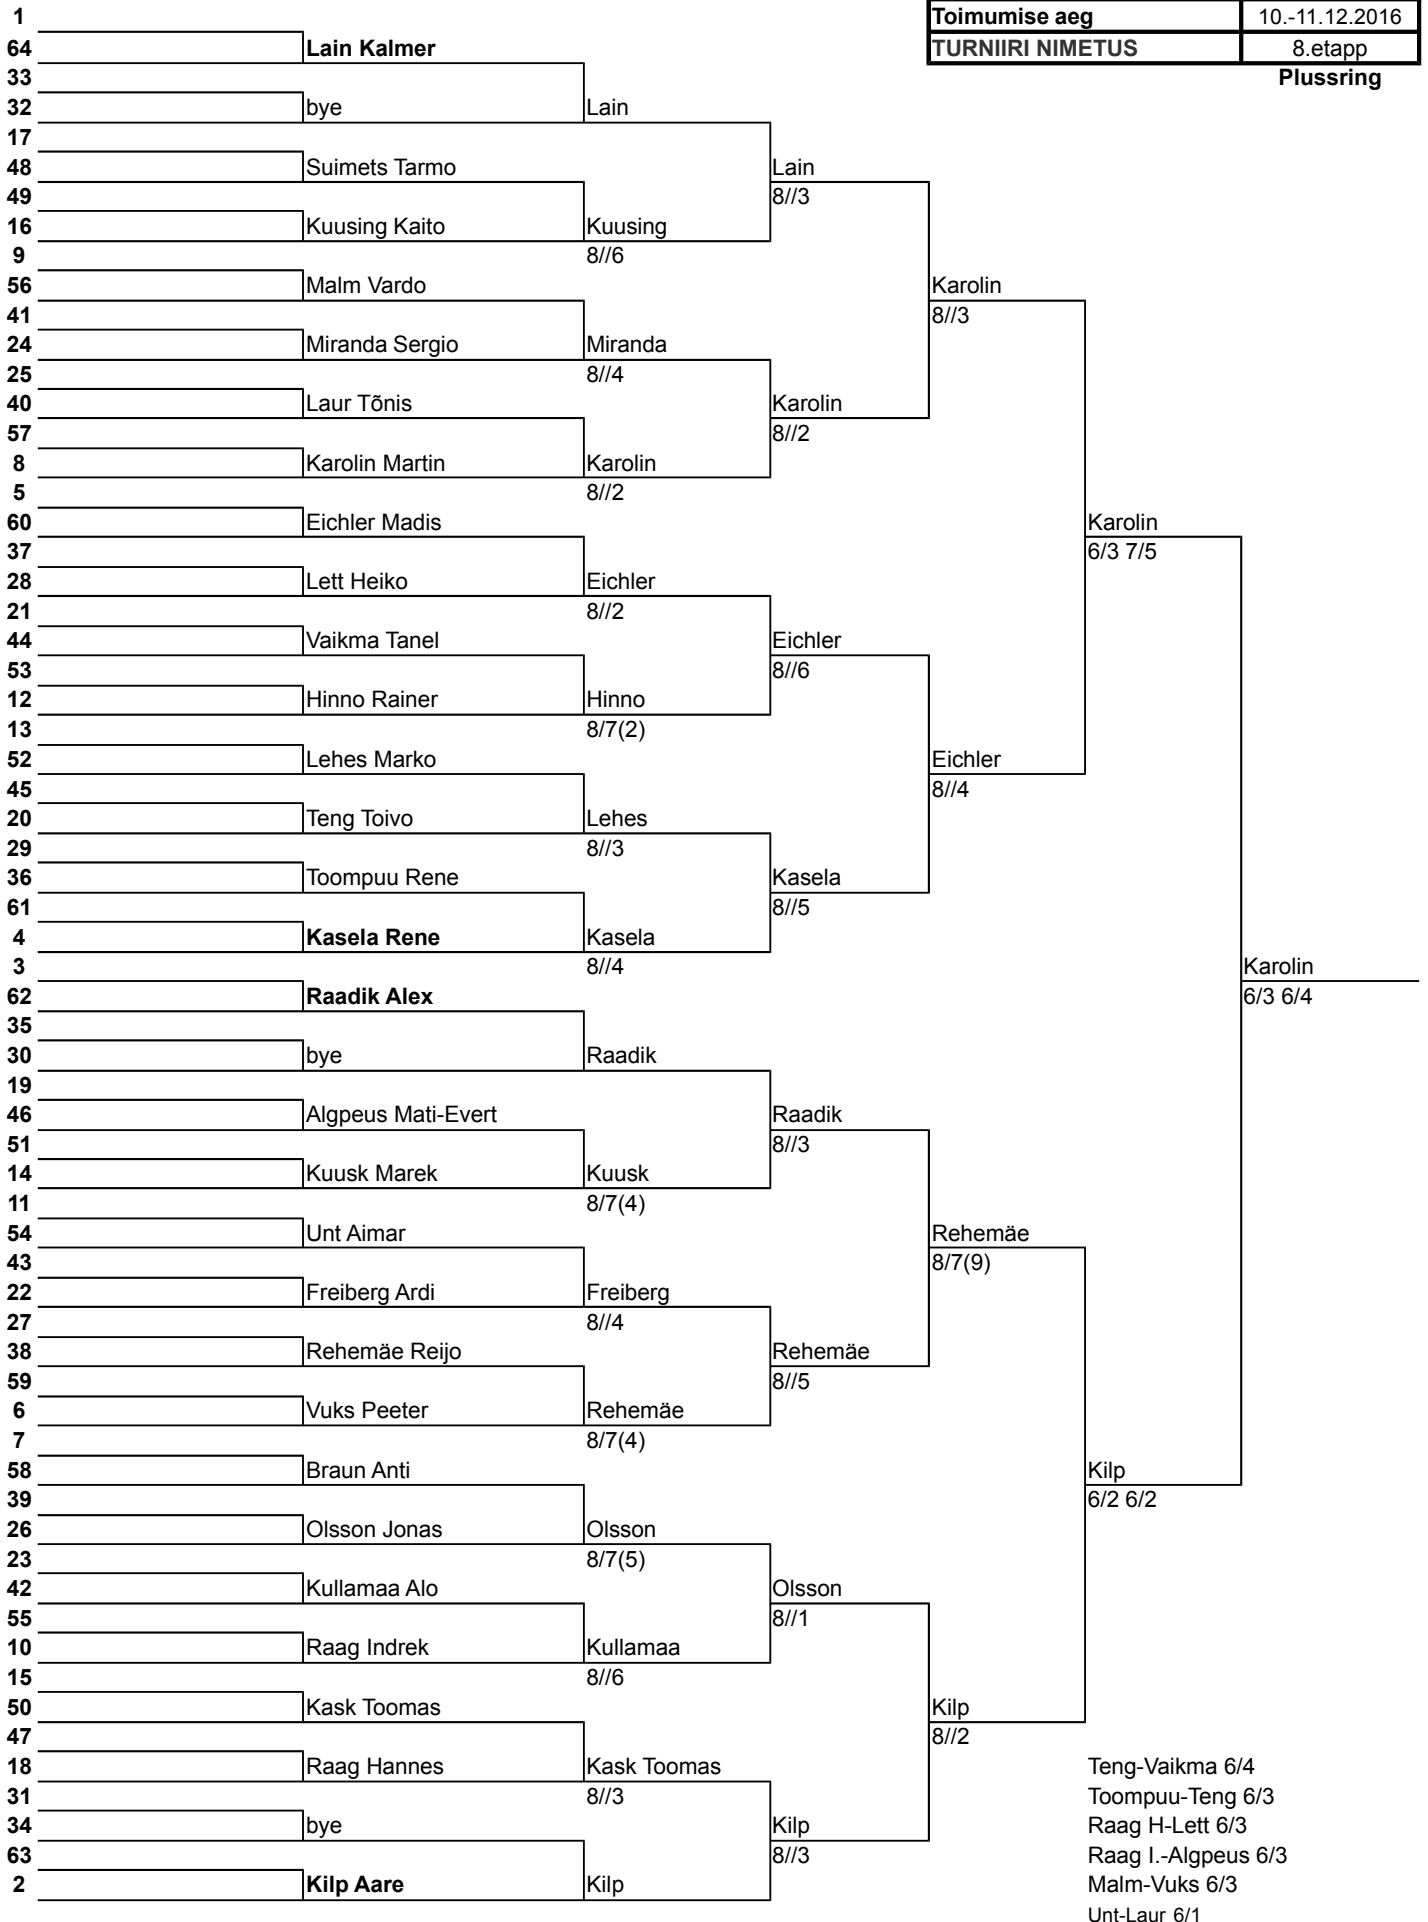 1
Toimumise aeg 10.-11.12.2016
64 Lain Kalmer TURNIIRI NIMETUS 8.etapp
33 Plussring
32 bye Lain
17
48 Suimets Tarmo Lain
49 8//3
16 Kuusing Kaito Kuusing
9 8//6
56 Malm Vardo Karolin
41 8//3
24 Miranda Sergio Miranda
25 8//4
40 Laur Tõnis Karolin
57 8//2
8 Karolin Martin Karolin
5 8//2
60 Eichler Madis Karolin
37 6/3 7/5
28 Lett Heiko Eichler
21 8//2
44 Vaikma Tanel Eichler
53 8//6
12 Hinno Rainer Hinno
13 8/7(2)
52 Lehes Marko Eichler
45 8//4
20 Teng Toivo Lehes
29 8//3
36 Toompuu Rene Kasela
61 8//5
4 Kasela Rene Kasela
3 8//4 Karolin
62 Raadik Alex 6/3 6/4
35
30 bye Raadik
19
46 Algpeus Mati-Evert Raadik
51 8//3
14 Kuusk Marek Kuusk
11 8/7(4)
54 Unt Aimar Rehemäe
43 8/7(9)
22 Freiberg Ardi Freiberg
27 8//4
38 Rehemäe Reijo Rehemäe
59 8//5
6 Vuks Peeter Rehemäe
7 8/7(4)
58 Braun Anti Kilp
39 6/2 6/2
26 Olsson Jonas Olsson
23 8/7(5)
42 Kullamaa Alo Olsson
55 8//1
10 Raag Indrek Kullamaa
15 8//6
50 Kask Toomas Kilp
47 8//2
18 Raag Hannes Kask Toomas Teng-Vaikma 6/4
31 8//3 Toompuu-Teng 6/3
34 bye Kilp Raag H-Lett 6/3
63 8//3 Raag I.-Algpeus 6/3
2 Kilp Aare Kilp Malm-Vuks 6/3
Unt-Laur 6/1